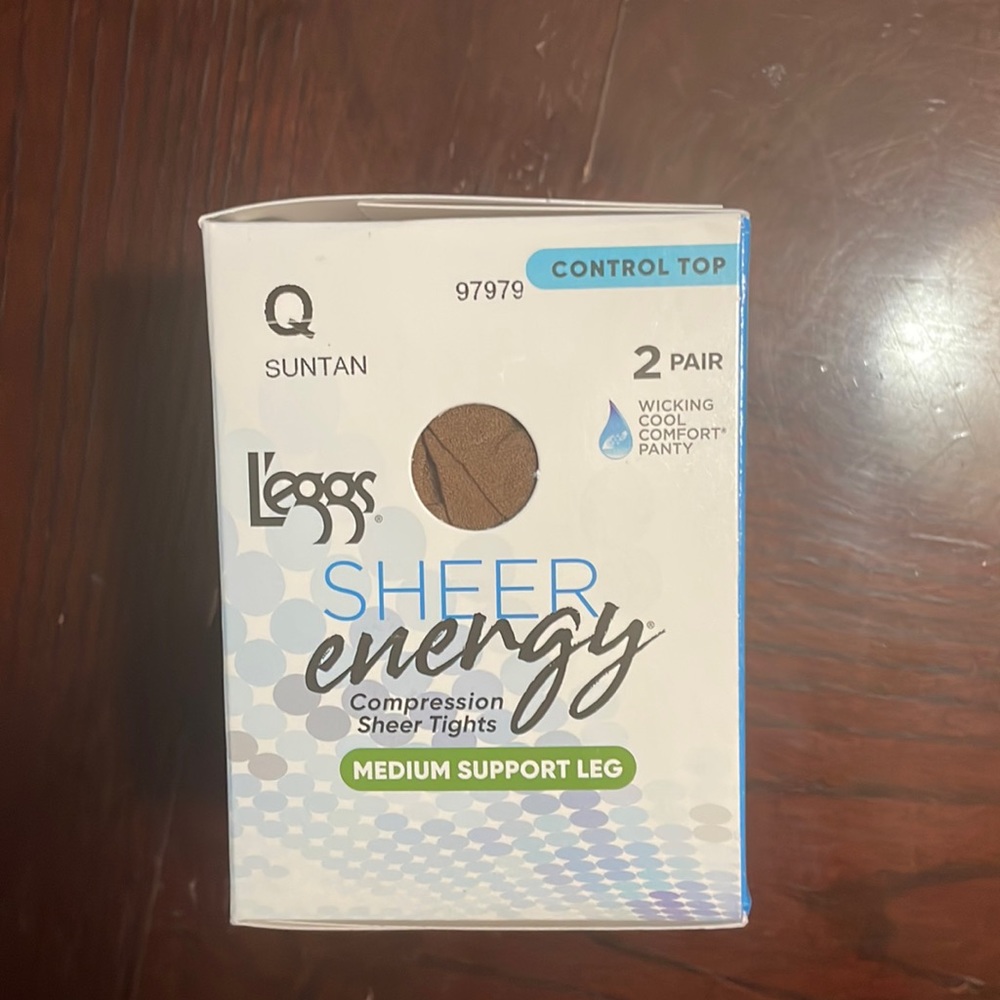 CONTROL TOP
Q
97979
SUNTAN
2 PAIR
WICKING
COOL
COMFORT®
PANTY
L'eggs®
SHEER
energy®
Compression
Sheer Tights
MEDIUM SUPPORT LEG